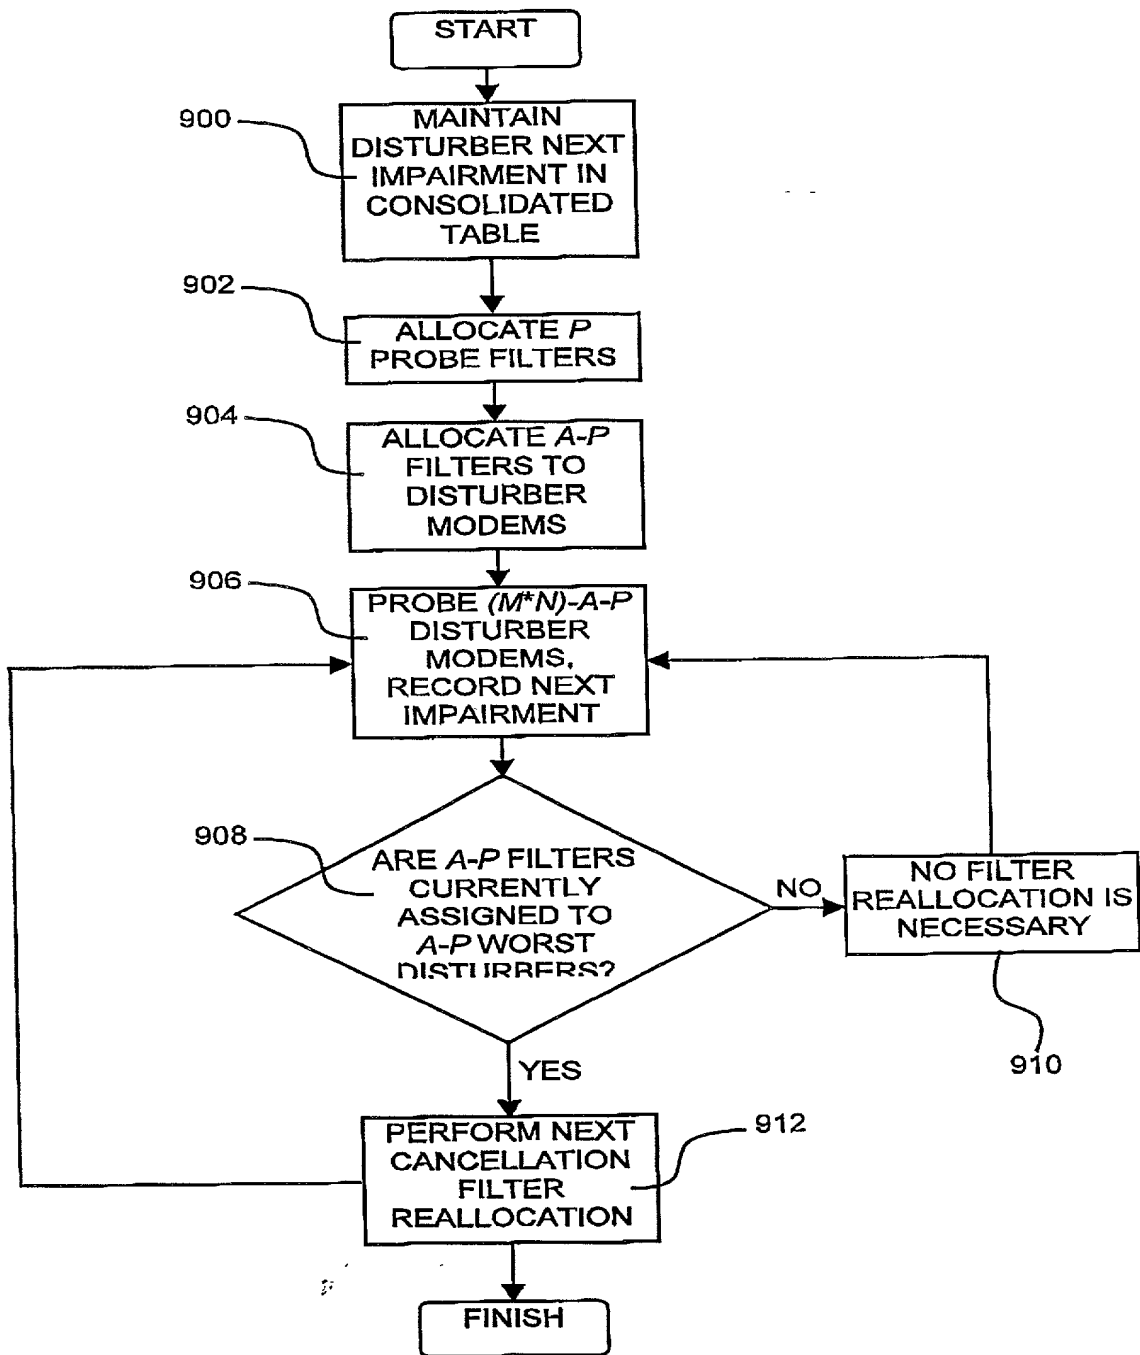 START
900
MAINTAIN
DISTURBER NEXT
IMPAIRMENT IN
CONSOLIDATED
TABLE
902
ALLOCATE P
PROBE FILTERS
904
ALLOCATE A-P
FILTERS TO
DISTURBER
MODEMS
906
PROBE (M*N)-A-P
DISTURBER
MODEMS,
RECORD NEXT
IMPAIRMENT
908
ARE A-P FILTERS
CURRENTLY
ASSIGNED TO
A-P WORST
DISTURBERS?
NO
NO FILTER
REALLOCATION IS
NECESSARY
910
YES
PERFORM NEXT
CANCELLATION
FILTER
REALLOCATION
912
FINISH